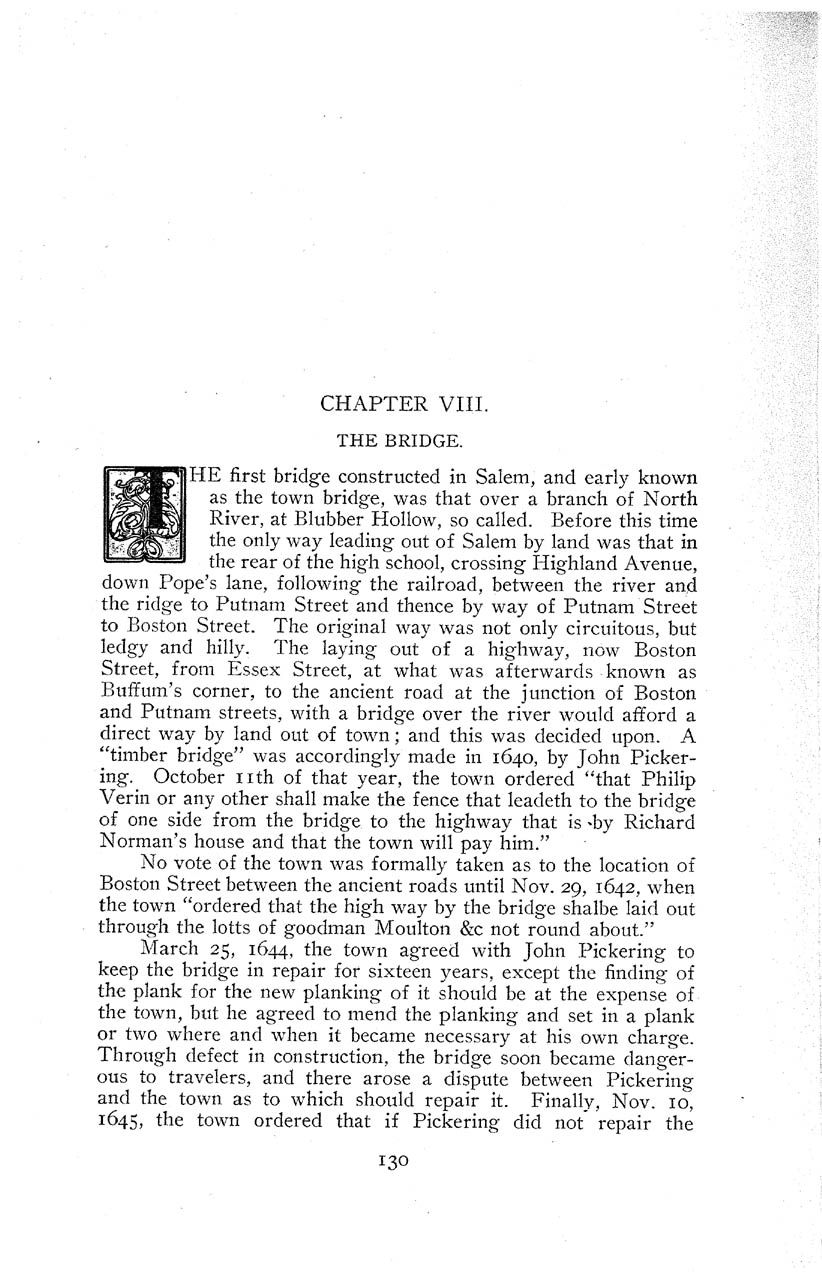 CHAPTER VIII.
THE BRIDGE.
THE first bridge constructed in Salem, and early known
as the town bridge, was that over a branch of North
River, at Blubber Hollow, so called. Before this time
the only way leading out of Salem by land was that in
the rear of the high school, crossing Highland Avenue,
down Pope's lane, following the railroad, between the river and
the ridge to Putnam Street and thence by way of Putnam Street
to Boston Street. The original way was not only circuitous, but
ledgy and hilly. The laying out of a highway, now Boston
Street, from Essex Street, at what was afterwards known as
Buffum's corner, to the ancient road at the junction of Boston
and Putnam streets, with a bridge over the river would afford a
direct way by land out of town; and this was decided upon. A
"timber bridge" was accordingly made in 1640, by John Picker-
ing. October 11th of that year, the town ordered "that Philip
Verin or any other shall make the fence that leadeth to the bridge
of one side from the bridge to the highway that is by Richard
Norman's house and that the town will pay him."
No vote of the town was formally taken as to the location of
Boston Street between the ancient roads until Nov. 29, 1642, when
the town "ordered that the high way by the bridge shalbe laid out
through the lotts of goodman Moulton &c not round about."
March 25, 1644, the town agreed with John Pickering to
keep the bridge in repair for sixteen years, except the finding of
the plank for the new planking of it should be at the expense of
the town, but he agreed to mend the planking and set in a plank
or two where and when it became necessary at his own charge.
Through defect in construction, the bridge soon became danger-
ous to travelers, and there arose a dispute between Pickering
and the town as to which should repair it. Finally, Nov. 10,
1645, the town ordered that if Pickering did not repair the
130